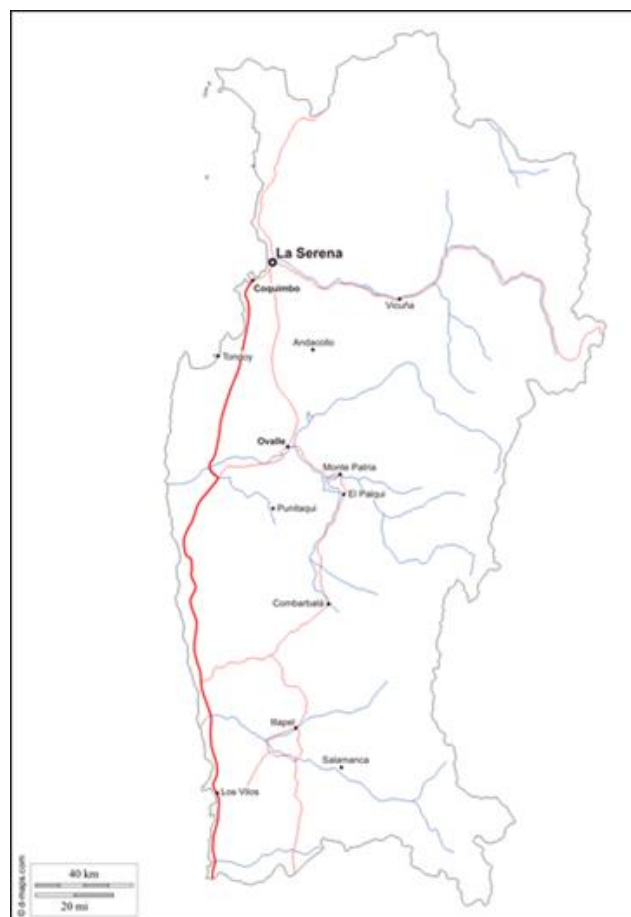 La Serena
Coquimbo
Vicuña
Andacollo
Tongoy
Ovalle
Monte Patria
El Palqui
Punitaqui
Combarbalá
Illapel
Salamanca
Los Vilos
40 km
20 mi
© d-maps.com